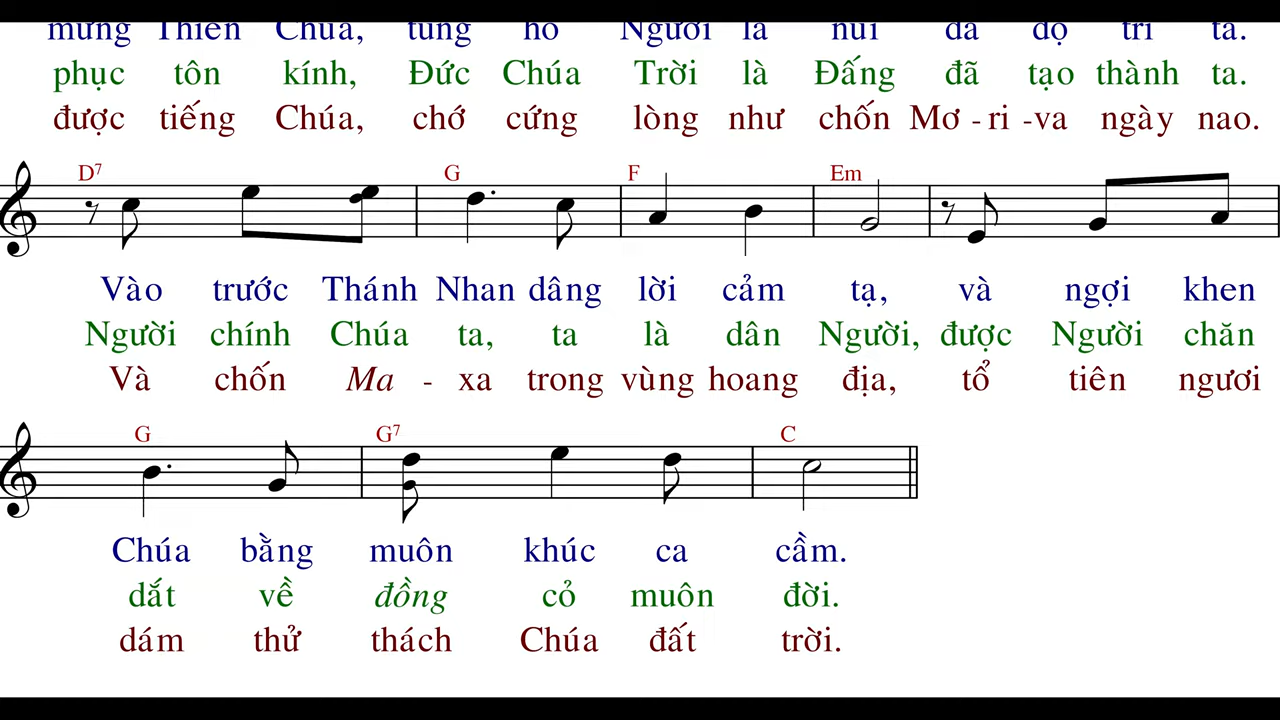 mừng Thiên Chúa, tung hô Người là núi đá độ trì ta.
phục tôn kính, Đức Chúa Trời là Đấng đã tạo thành ta.
được tiếng Chúa, chớ cứng lòng như chốn Mơ - ri - va ngày nao.
D7 G F Em
Vào trước Thánh Nhan dâng lời cảm tạ, và ngợi khen
Người chính Chúa ta, ta là dân Người, được Người chăn
Và chốn Ma - xa trong vùng hoang địa, tổ tiên ngươi
G G7 C
Chúa bằng muôn khúc ca cầm.
dắt về đồng cỏ muôn đời.
dám thử thách Chúa đất trời.